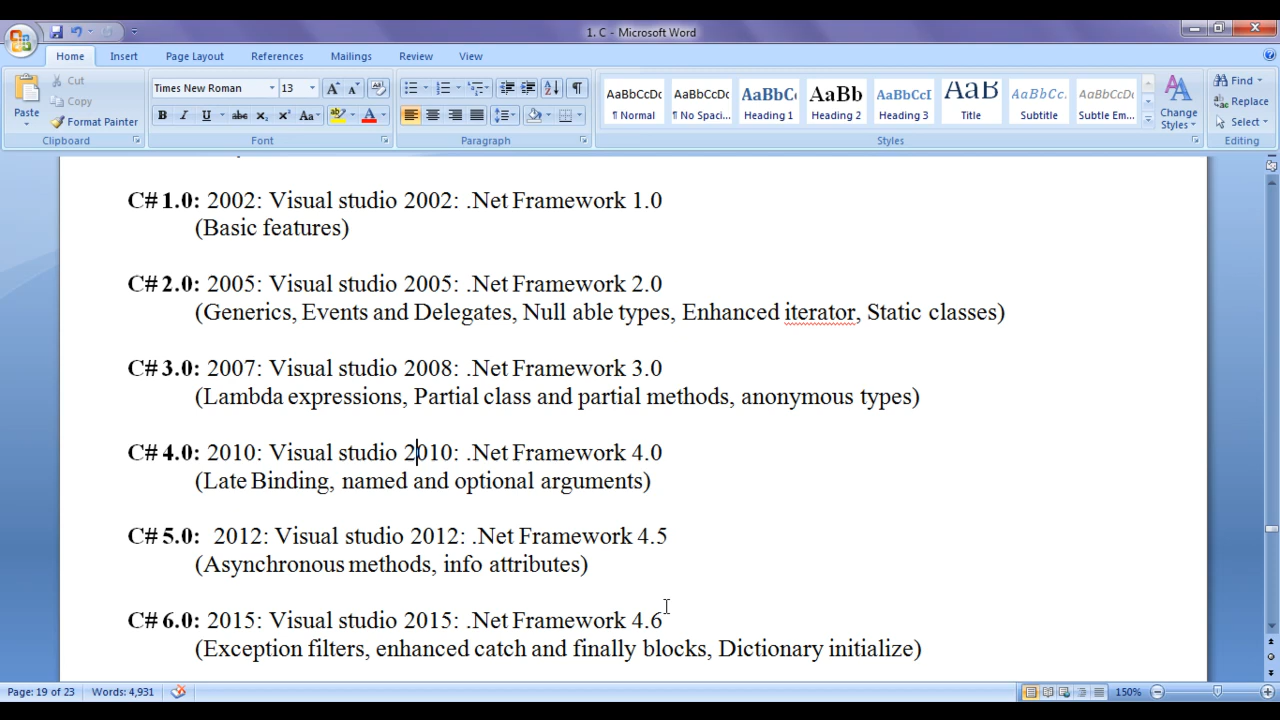 1. C - Microsoft Word
Home Insert Page Layout References Mailings Review View
Paste
Cut
Copy
Format Painter
Clipboard
Times New Roman 13
Font
Paragraph
AaBbCcDc AaBbCcDc AaBbC AaBb AaBbCcI AaB AaBbCc. AaBbCcDc
¶ Normal ¶ No Spaci... Heading 1 Heading 2 Heading 3 Title Subtitle Subtle Em...
Change Styles
Styles
Find
Replace
Select
Editing
C# 1.0: 2002: Visual studio 2002: .Net Framework 1.0
(Basic features)
C# 2.0: 2005: Visual studio 2005: .Net Framework 2.0
(Generics, Events and Delegates, Null able types, Enhanced iterator, Static classes)
C# 3.0: 2007: Visual studio 2008: .Net Framework 3.0
(Lambda expressions, Partial class and partial methods, anonymous types)
C# 4.0: 2010: Visual studio 2010: .Net Framework 4.0
(Late Binding, named and optional arguments)
C# 5.0: 2012: Visual studio 2012: .Net Framework 4.5
(Asynchronous methods, info attributes)
C# 6.0: 2015: Visual studio 2015: .Net Framework 4.6
(Exception filters, enhanced catch and finally blocks, Dictionary initialize)
Page: 19 of 23 Words: 4,931 150%